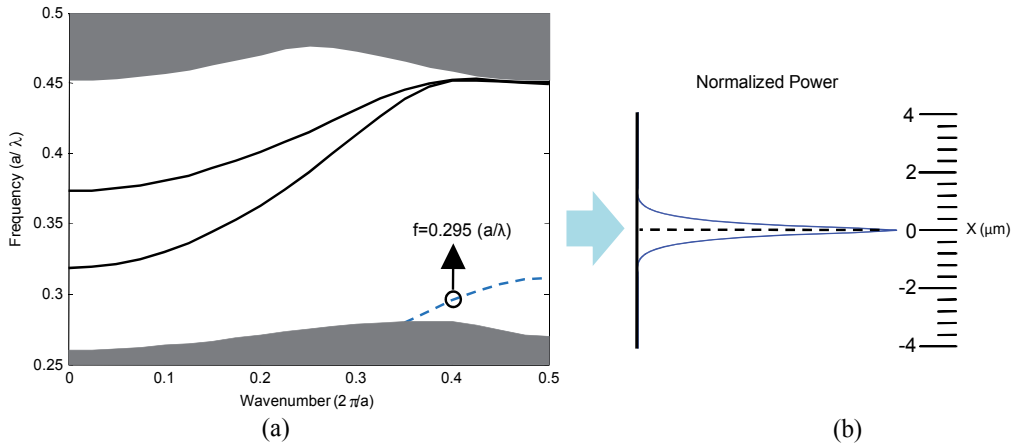 0.5
0.45
0.4
0.35
0.3
0.25
Frequency (a/ λ)
f=0.295 (a/λ)
0
0.1
0.2
0.3
0.4
0.5
Wavenumber (2 π/a)
(a)
Normalized Power
4
2
0
-2
-4
X (μm)
(b)